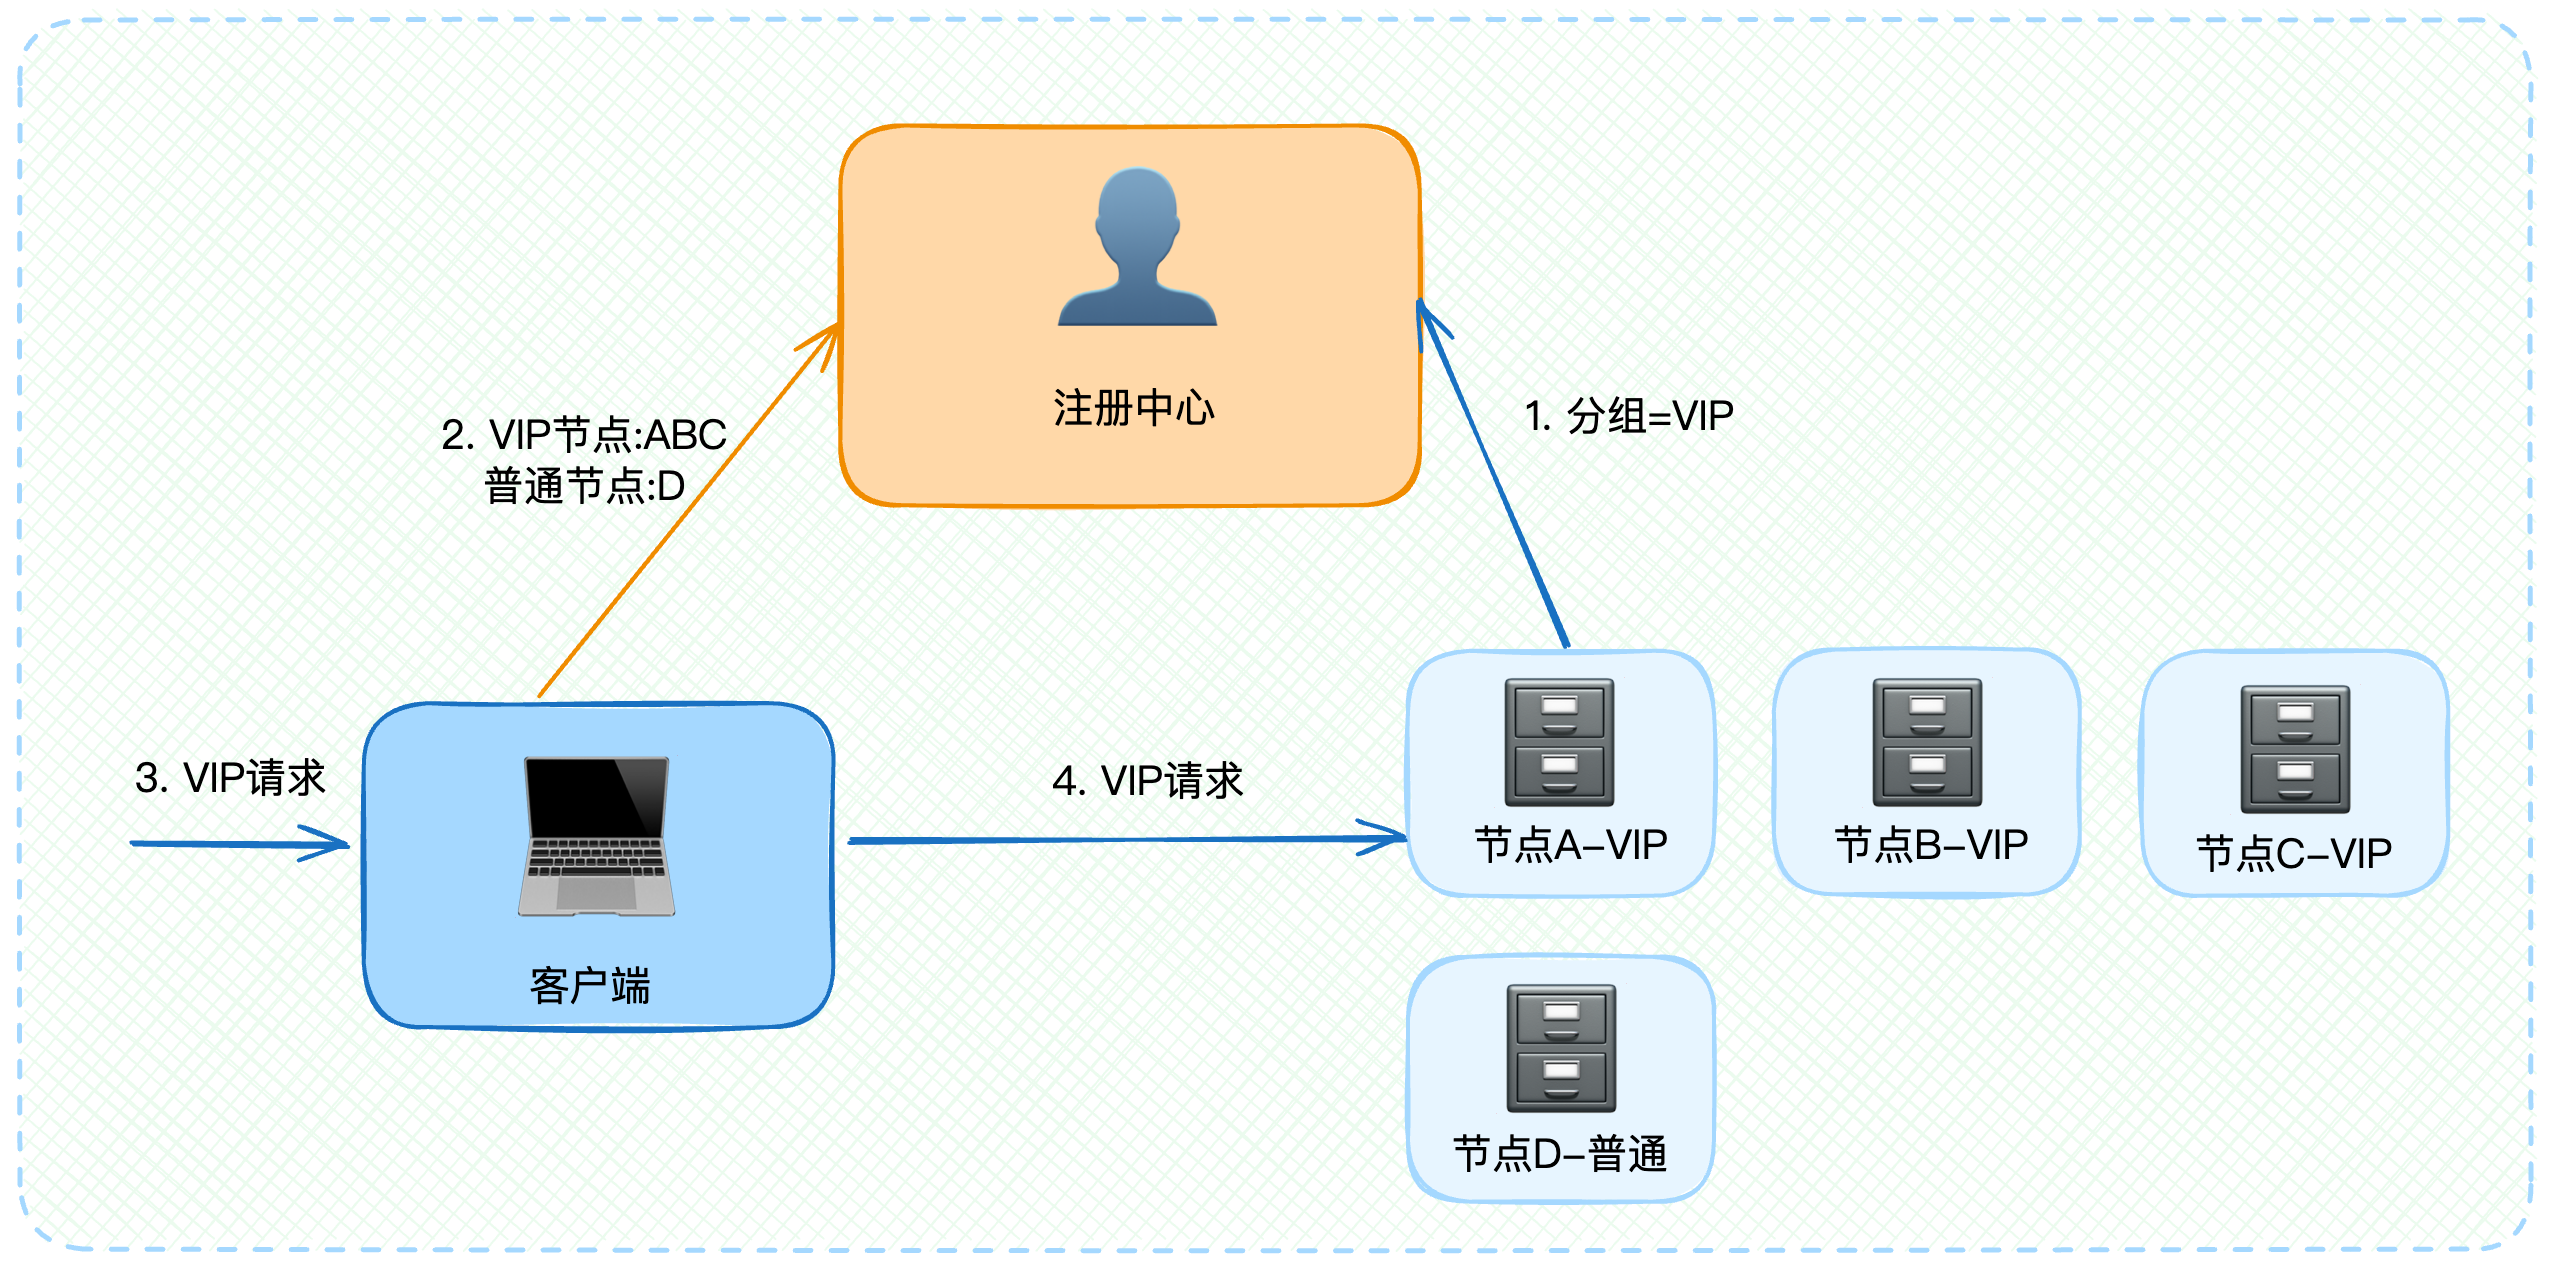 注册中心
1. 分组=VIP
2. VIP节点:ABC
普通节点:D
3. VIP请求
4. VIP请求
客户端
节点A-VIP
节点B-VIP
节点C-VIP
节点D-普通